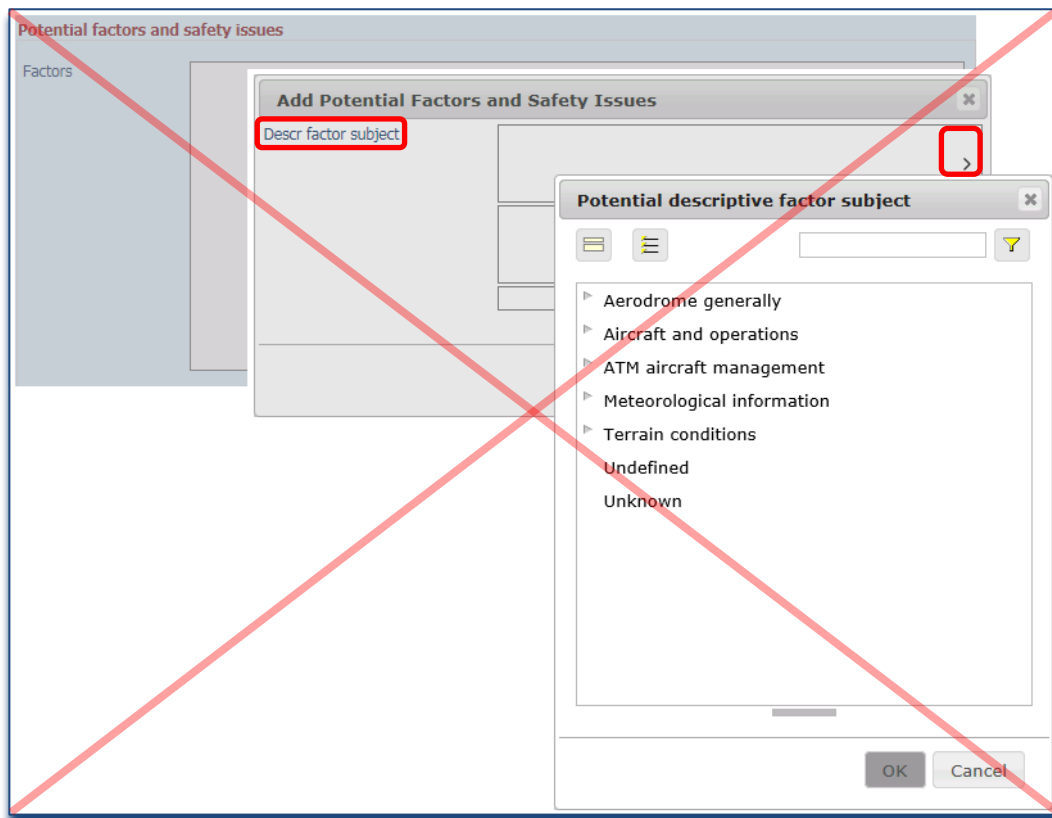 Potential factors and safety issues
Factors
Add Potential Factors and Safety Issues
Descr factor subject
Potential descriptive factor subject
Aerodrome generally
Aircraft and operations
ATM aircraft management
Meteorological information
Terrain conditions
Undefined
Unknown
OK Cancel